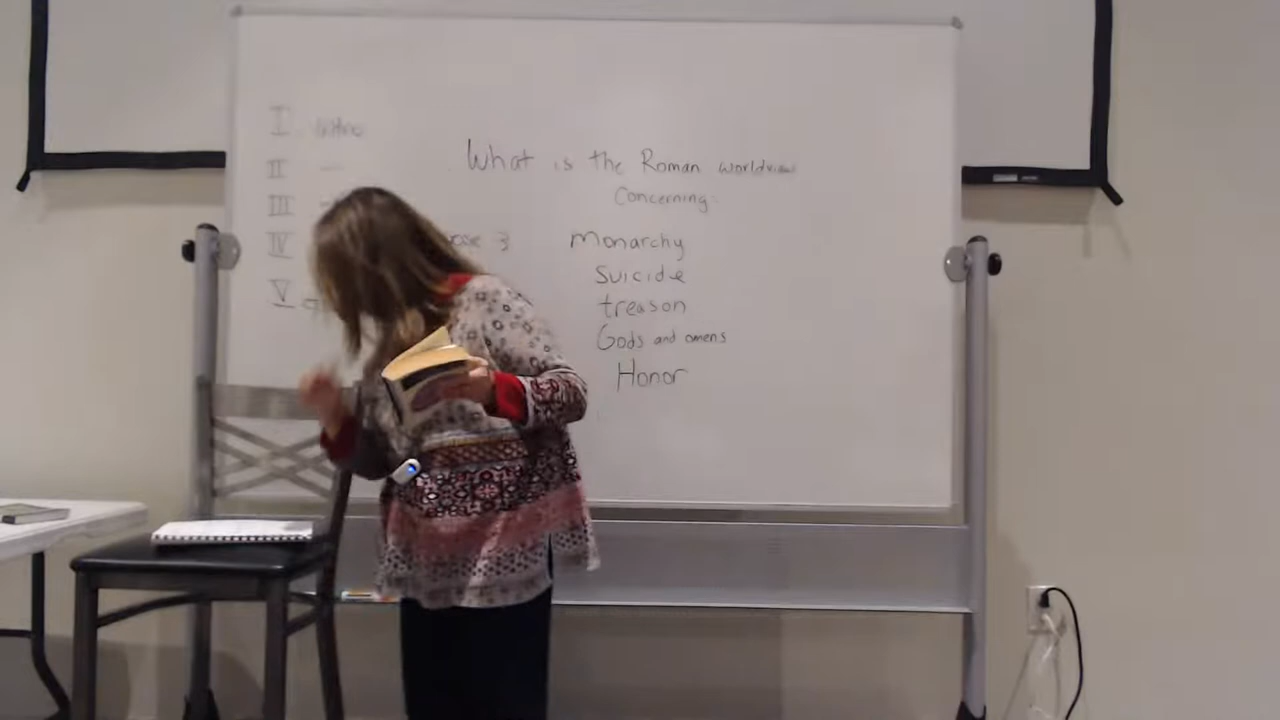 I. intro
II
III
IV
V
What is the Roman worldview
Concerning:
Monarchy
Suicide
treason
Gods and omens
Honor